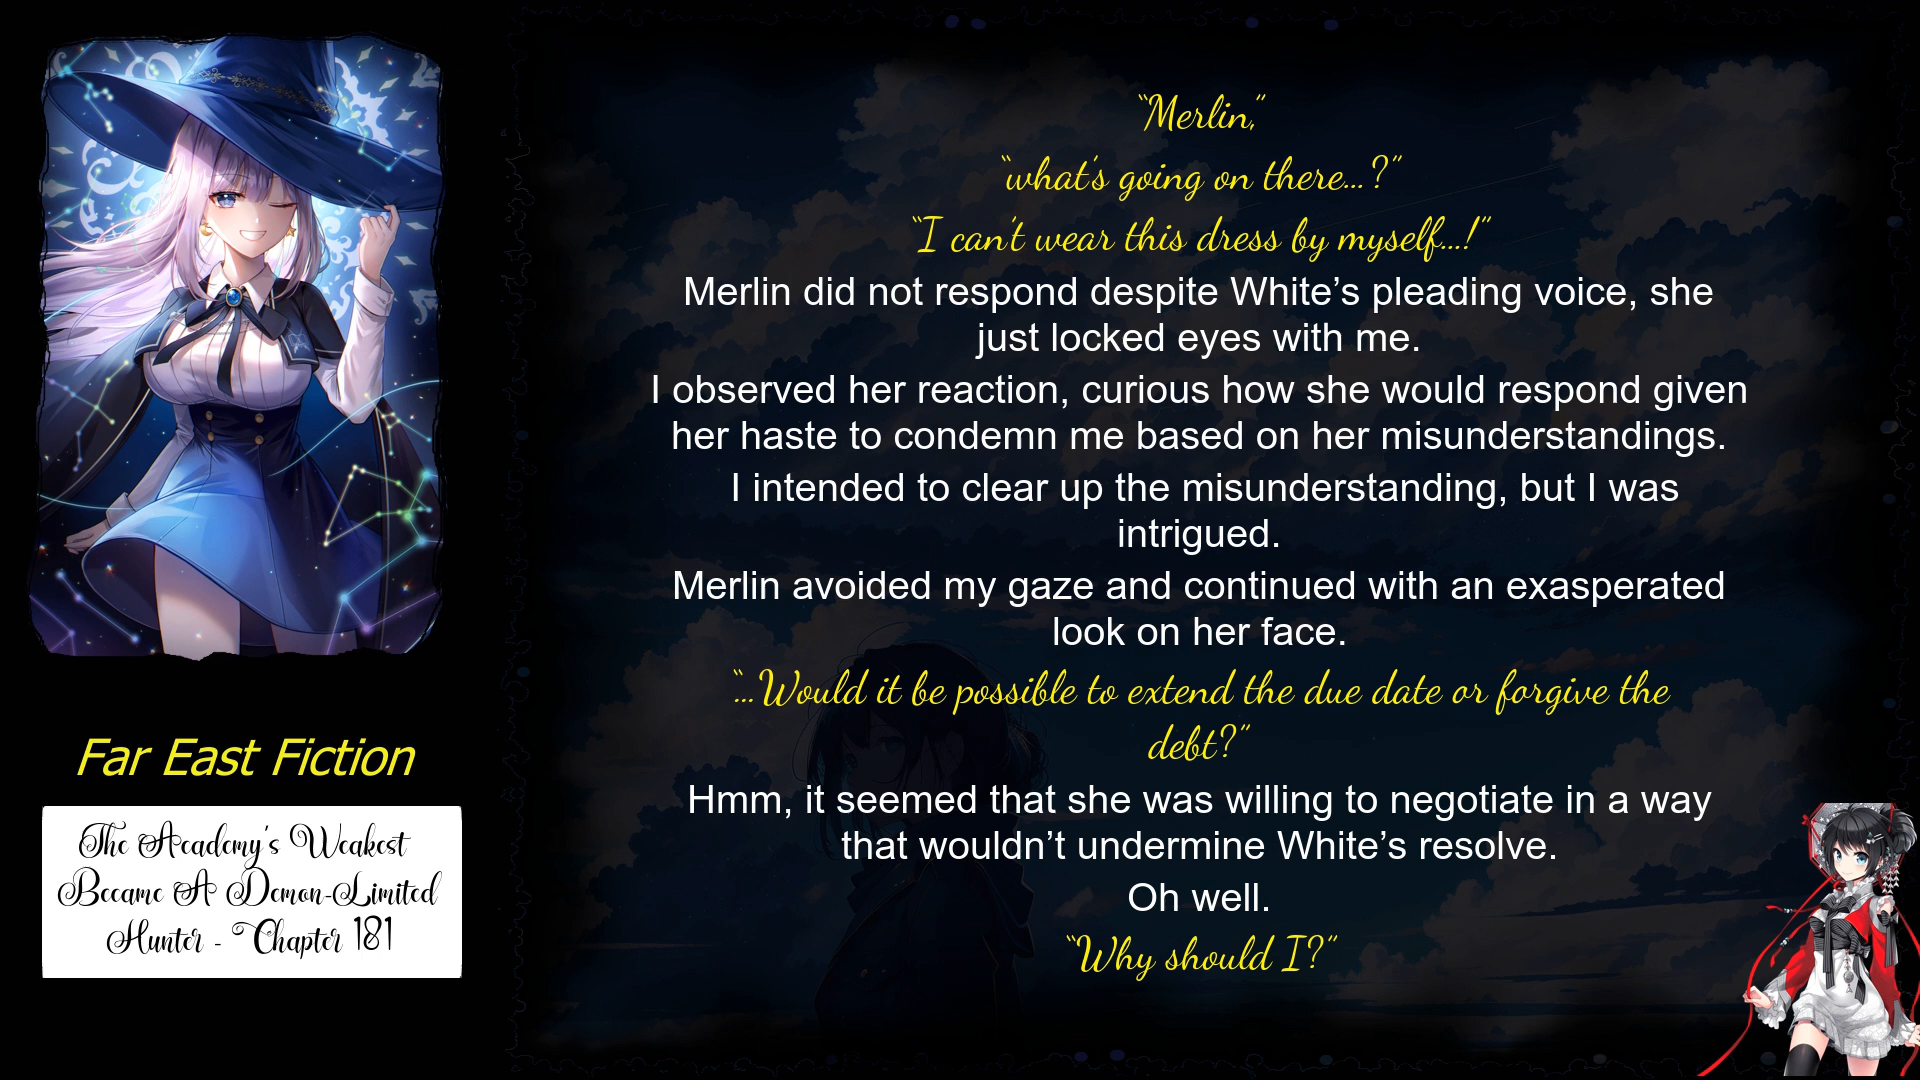 “Merlin,”
“what’s going on there…?”
“I can’t wear this dress by myself…!”
Merlin did not respond despite White’s pleading voice, she
just locked eyes with me.
I observed her reaction, curious how she would respond given
her haste to condemn me based on her misunderstandings.
I intended to clear up the misunderstanding, but I was
intrigued.
Merlin avoided my gaze and continued with an exasperated
look on her face.
“…Would it be possible to extend the due date or forgive the
debt?”
Hmm, it seemed that she was willing to negotiate in a way
that wouldn’t undermine White’s resolve.
Oh well.
“Why should I?”
Far East Fiction
The Academy’s Weakest
Became A Demon-Limited
Hunter - Chapter 181